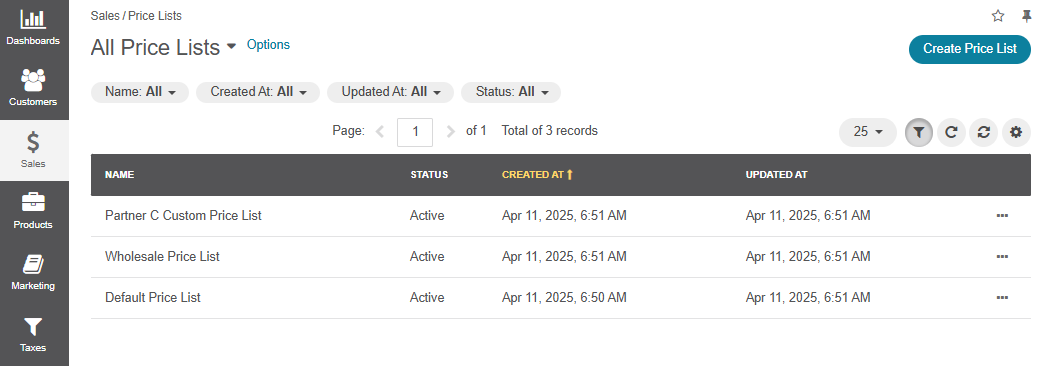 Dashboards
Customers
Sales
Products
Marketing
Taxes
Sales / Price Lists
All Price Lists Options
Create Price List
Name: All Created At: All Updated At: All Status: All
Page: 1 of 1 Total of 3 records 25
NAME STATUS CREATED AT UPDATED AT
Partner C Custom Price List Active Apr 11, 2025, 6:51 AM Apr 11, 2025, 6:51 AM
Wholesale Price List Active Apr 11, 2025, 6:51 AM Apr 11, 2025, 6:51 AM
Default Price List Active Apr 11, 2025, 6:50 AM Apr 11, 2025, 6:51 AM